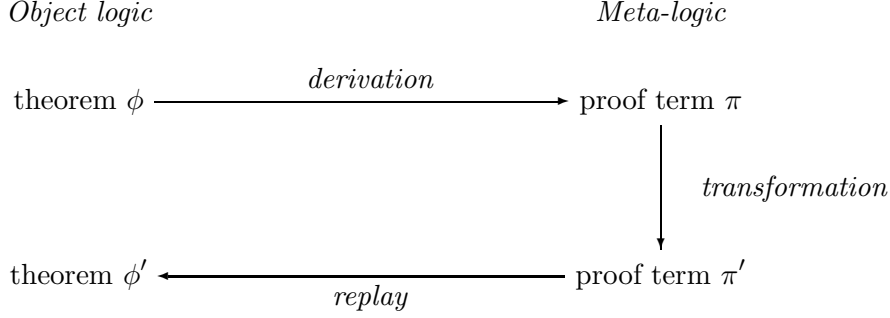 Object logic Meta-logic
theorem ϕ derivation proof term π
transformation
theorem ϕ′ replay proof term π′